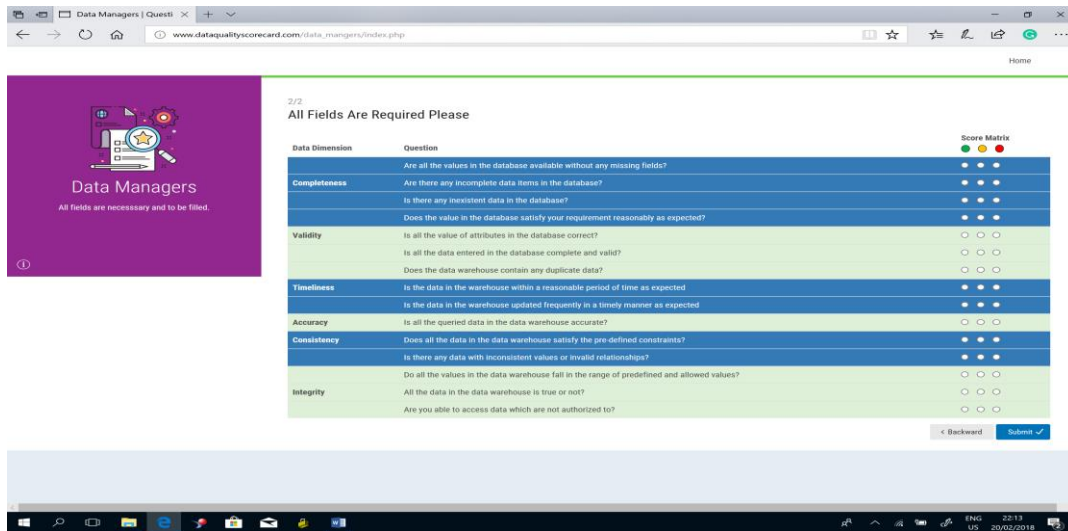 Data Managers | Questi
www.dataqualityscorecard.com/data_mangers/index.php
Home
2/2
All Fields Are Required Please
Data Dimension Question Score Matrix
Data Managers
All fields are necesssary and to be filled.
Are all the values in the database available without any missing fields?
Completeness Are there any incomplete data items in the database?
Is there any inexistent data in the database?
Does the value in the database satisfy your requirement reasonably as expected?
Validity Is all the value of attributes in the database correct?
Is all the data entered in the database complete and valid?
Does the data warehouse contain any duplicate data?
Timeliness Is the data in the warehouse within a reasonable period of time as expected
Is the data in the warehouse updated frequently in a timely manner as expected
Accuracy Is all the queried data in the data warehouse accurate?
Consistency Does all the data in the data warehouse satisfy the pre-defined constraints?
Is there any data with inconsistent values or invalid relationships?
Do all the values in the data warehouse fall in the range of predefined and allowed values?
Integrity All the data in the data warehouse is true or not?
Are you able to access data which are not authorized to?
< Backward Submit ✓
ENG 22:13
US 20/02/2018